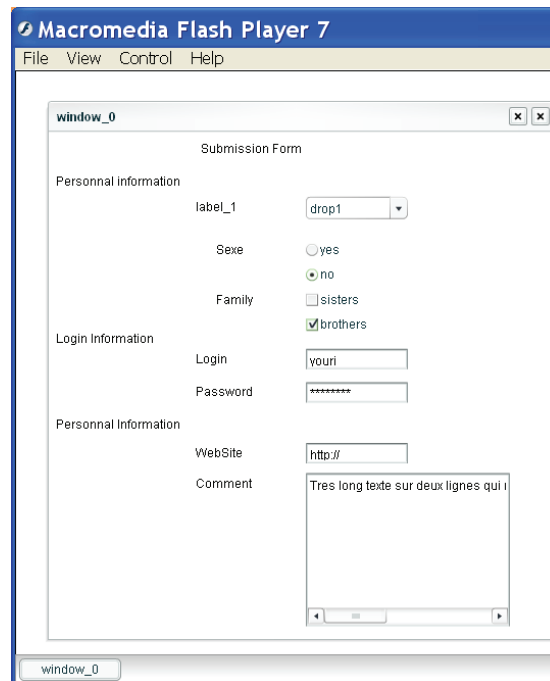 Macromedia Flash Player 7
File View Control Help
window_0
Submission Form
Personnal information
label_1 drop1
Sexe yes
no
Family sisters
brothers
Login Information
Login youri
Password ********
Personnal Information
WebSite http://
Comment Tres long texte sur deux lignes qui
window_0